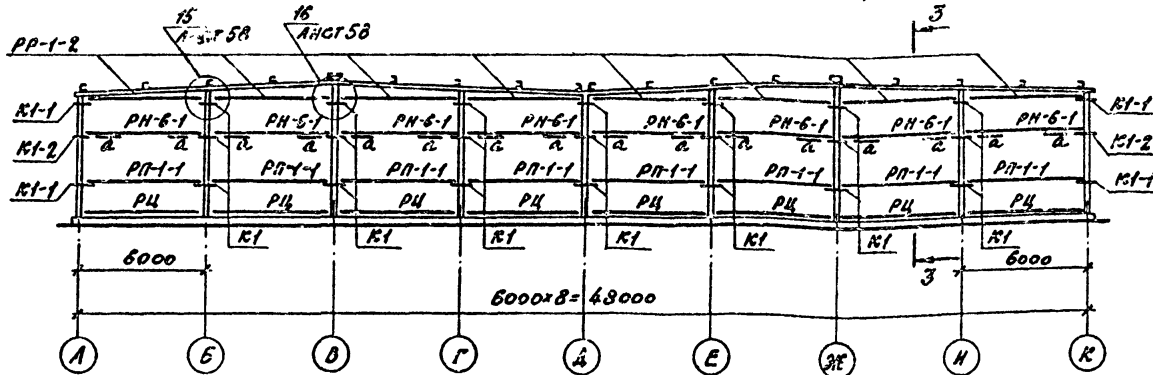 3
15
16
Лист 58
РР-1-2
К1-1
К1-1
РН-6-1 РН-6-1 РН-6-1 РН-6-1 РН-6-1 РН-6-1 РН-6-1 РН-6-1
К1-2
К1-2
а а а а а а а а а а а а а а а а
РП-1-1 РП-1-1 РП-1-1 РП-1-1 РП-1-1 РП-1-1 РП-1-1 РП-1-1
К1-1
К1-1
РЦ РЦ РЦ РЦ РЦ РЦ РЦ РЦ
К1 К1 К1 К1 К1 К1 К1
6000
3
6000
6000×8=48000
А Б В Г Д Е Ж И К